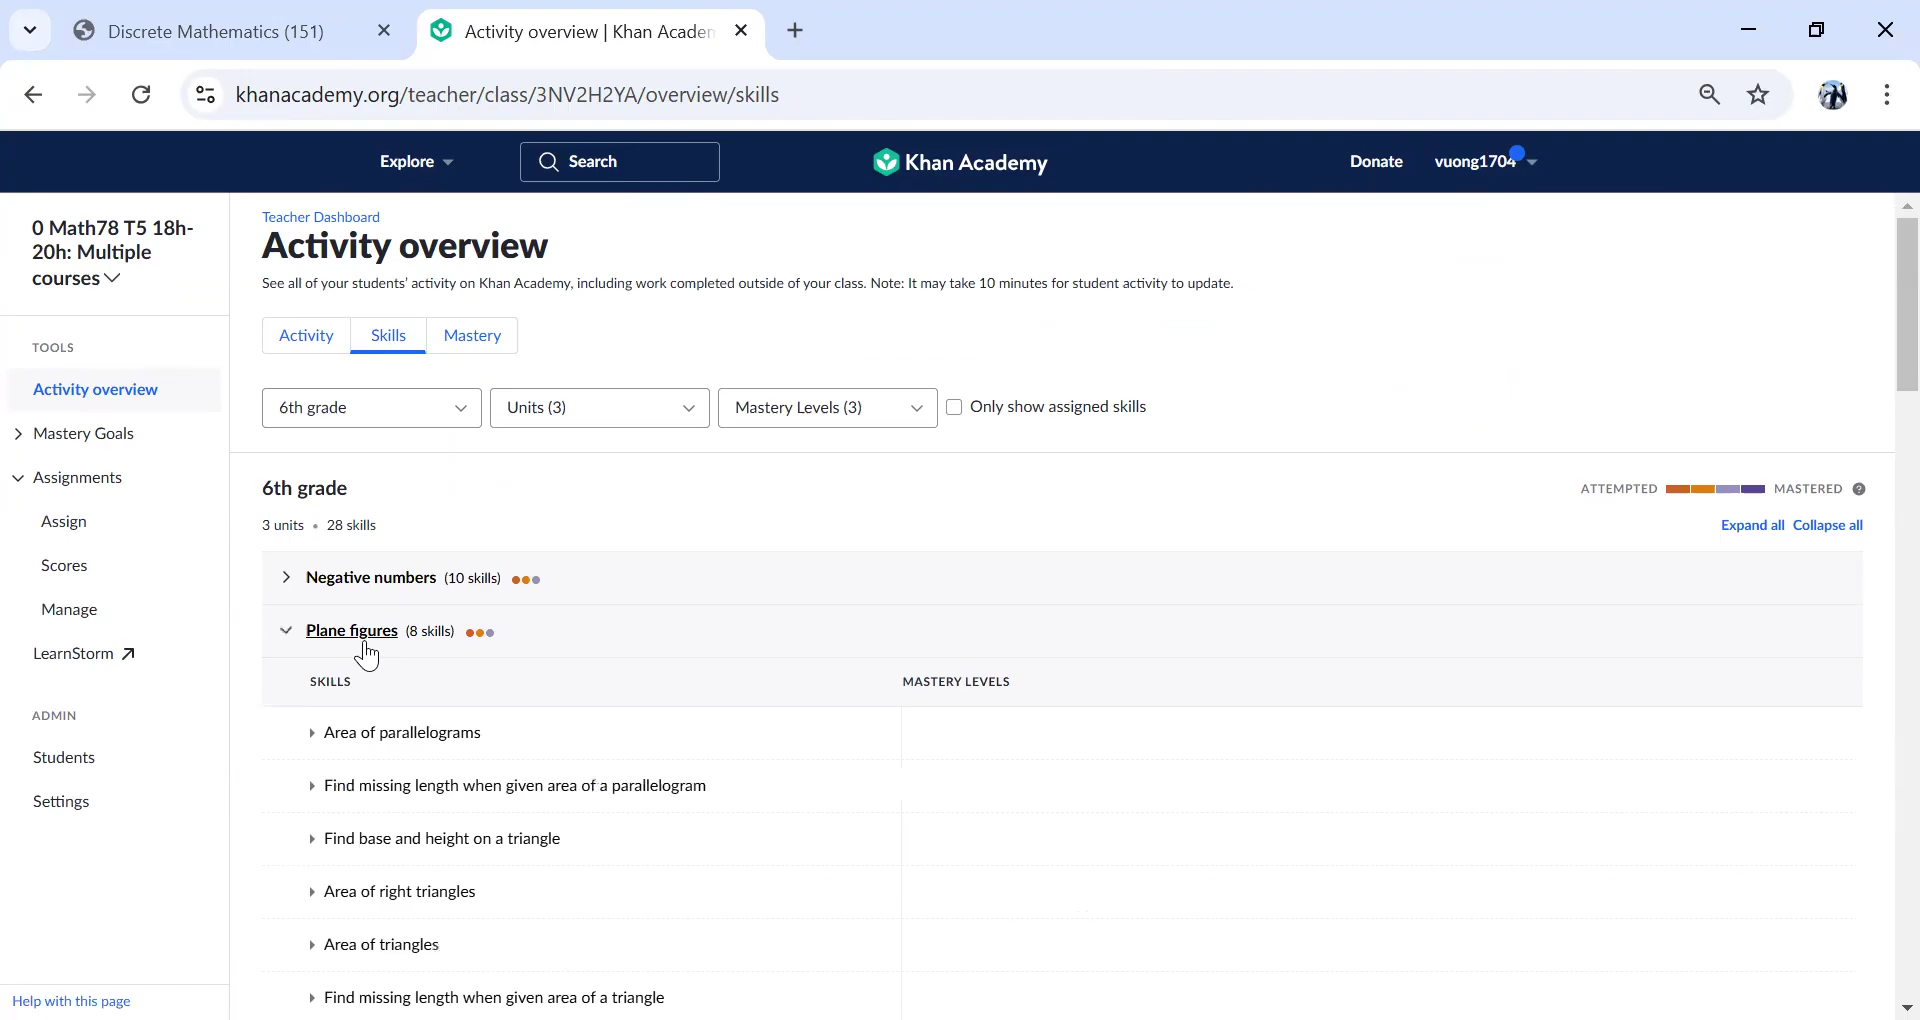 Discrete Mathematics (151)
Activity overview | Khan Academ
khanacademy.org/teacher/class/3NV2H2YA/overview/skills
Explore
Search
Khan Academy
Donate
vuong1704
0 Math78 T5 18h-
20h: Multiple
courses
TOOLS
Activity overview
Mastery Goals
Assignments
Assign
Scores
Manage
LearnStorm
ADMIN
Students
Settings
Help with this page
Teacher Dashboard
Activity overview
See all of your students' activity on Khan Academy, including work completed outside of your class. Note: It may take 10 minutes for student activity to update.
Activity
Skills
Mastery
6th grade
Units (3)
Mastery Levels (3)
Only show assigned skills
6th grade
ATTEMPTED
MASTERED
3 units • 28 skills
Expand all
Collapse all
Negative numbers (10 skills)
Plane figures (8 skills)
SKILLS
MASTERY LEVELS
Area of parallelograms
Find missing length when given area of a parallelogram
Find base and height on a triangle
Area of right triangles
Area of triangles
Find missing length when given area of a triangle